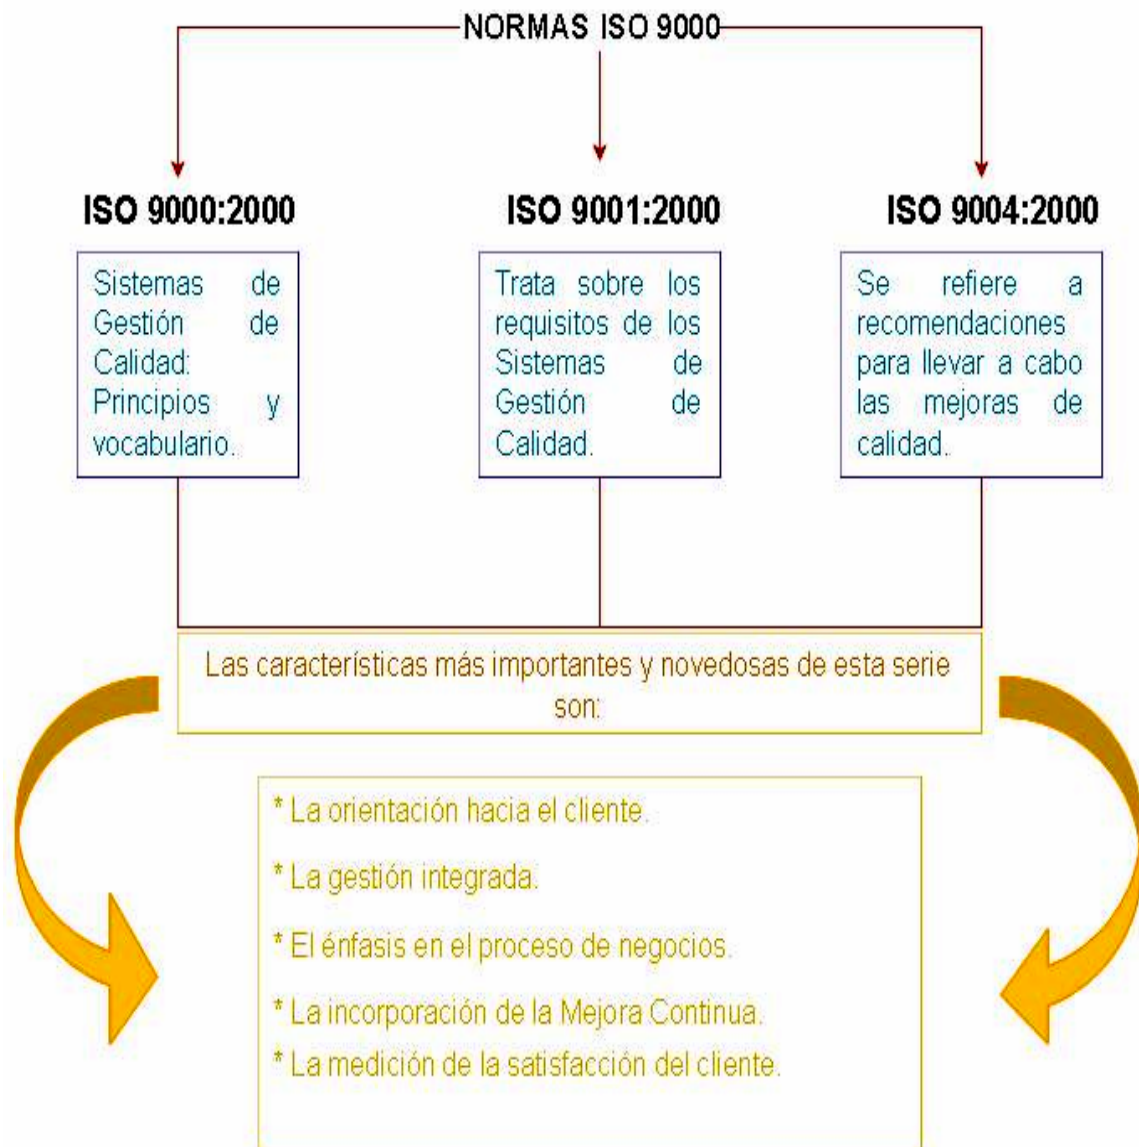 NORMAS ISO 9000
ISO 9000:2000
Sistemas de
Gestión de
Calidad:
Principios y
vocabulario.
ISO 9001:2000
Trata sobre los
requisitos de los
Sistemas de
Gestión de
Calidad.
ISO 9004:2000
Se refiere a
recomendaciones
para llevar a cabo
las mejoras de
calidad.
Las características más importantes y novedosas de esta serie
son:
* La orientación hacia el cliente.
* La gestión integrada.
* El énfasis en el proceso de negocios.
* La incorporación de la Mejora Continua.
* La medición de la satisfacción del cliente.